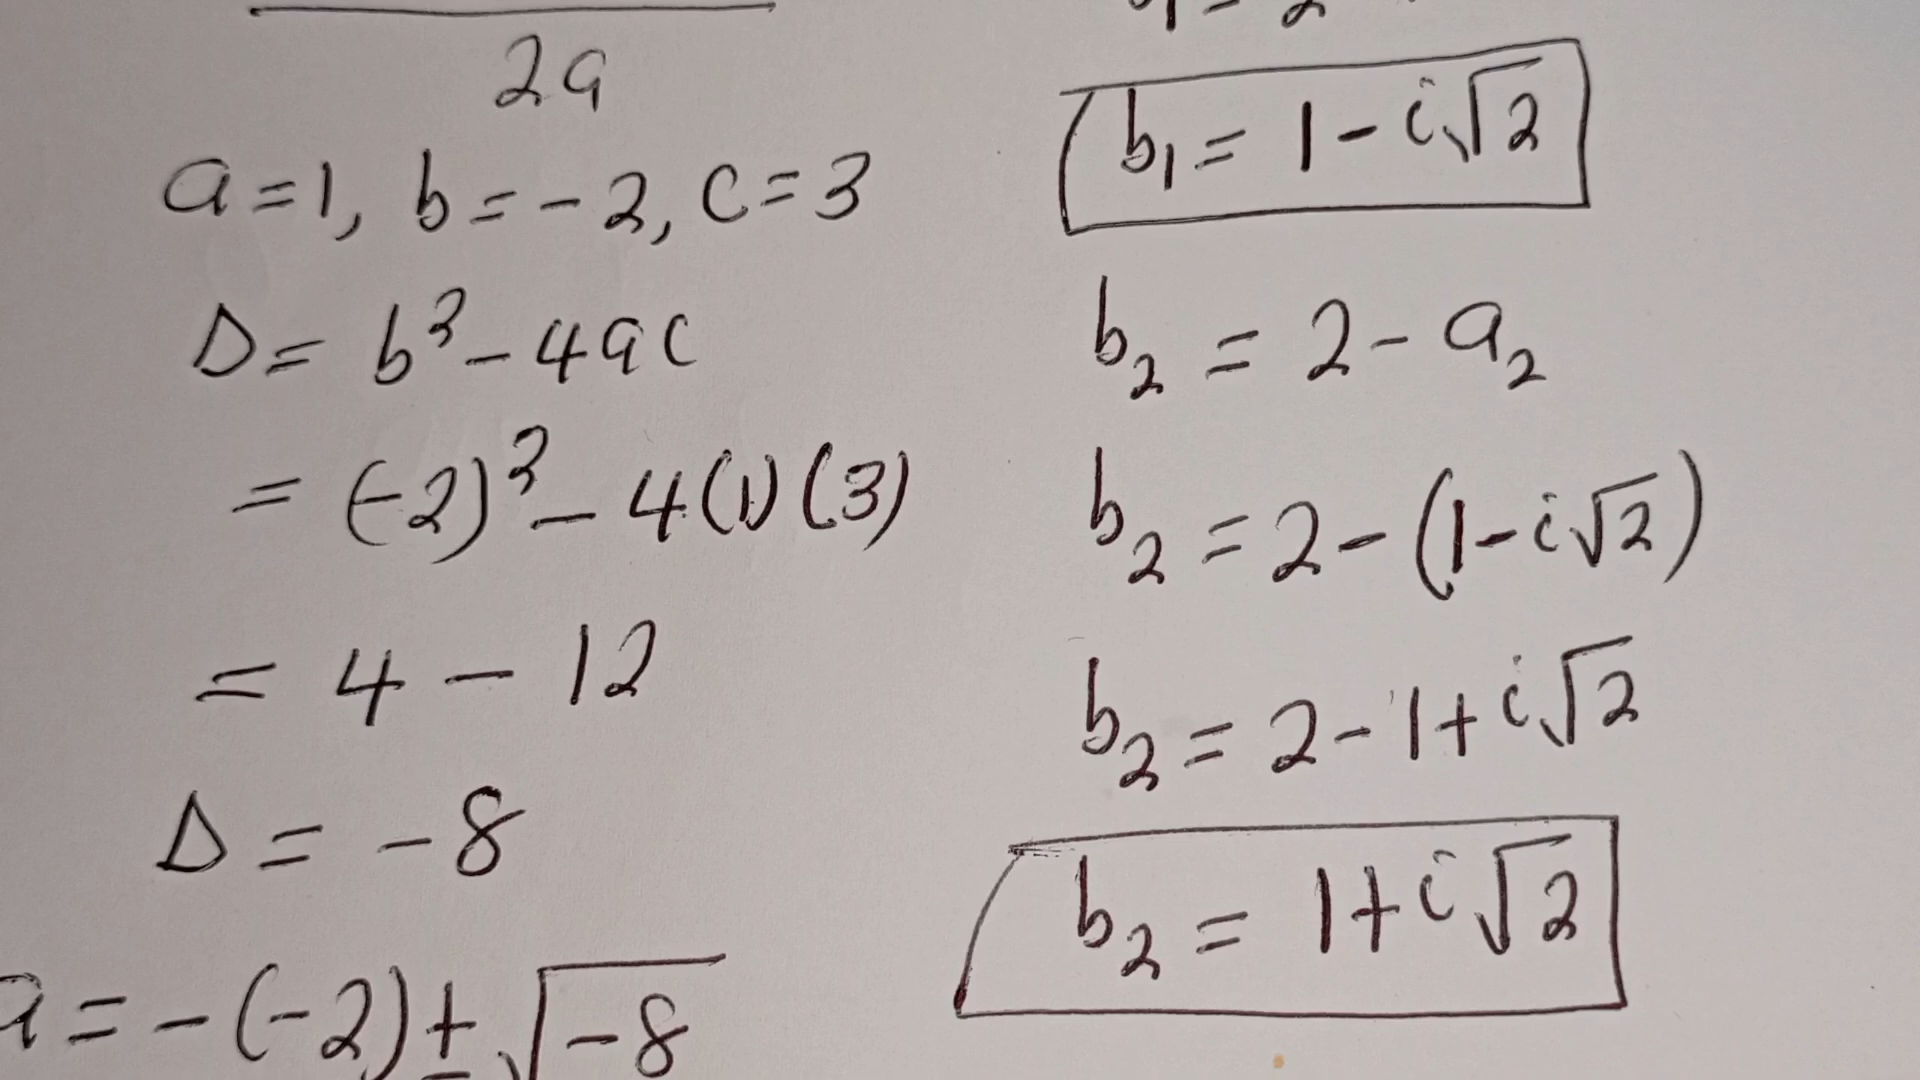 2a
a=1, b=-2, c=3
D= b² - 4ac
= (-2)² - 4(1)(3)
= 4 - 12
D = -8
a = -(-2) ± √-8
b₁ = 1 - i√2
b₂ = 2 - a₂
b₂ = 2 - (1 - i√2)
b₂ = 2 - 1 + i√2
b₂ = 1 + i√2